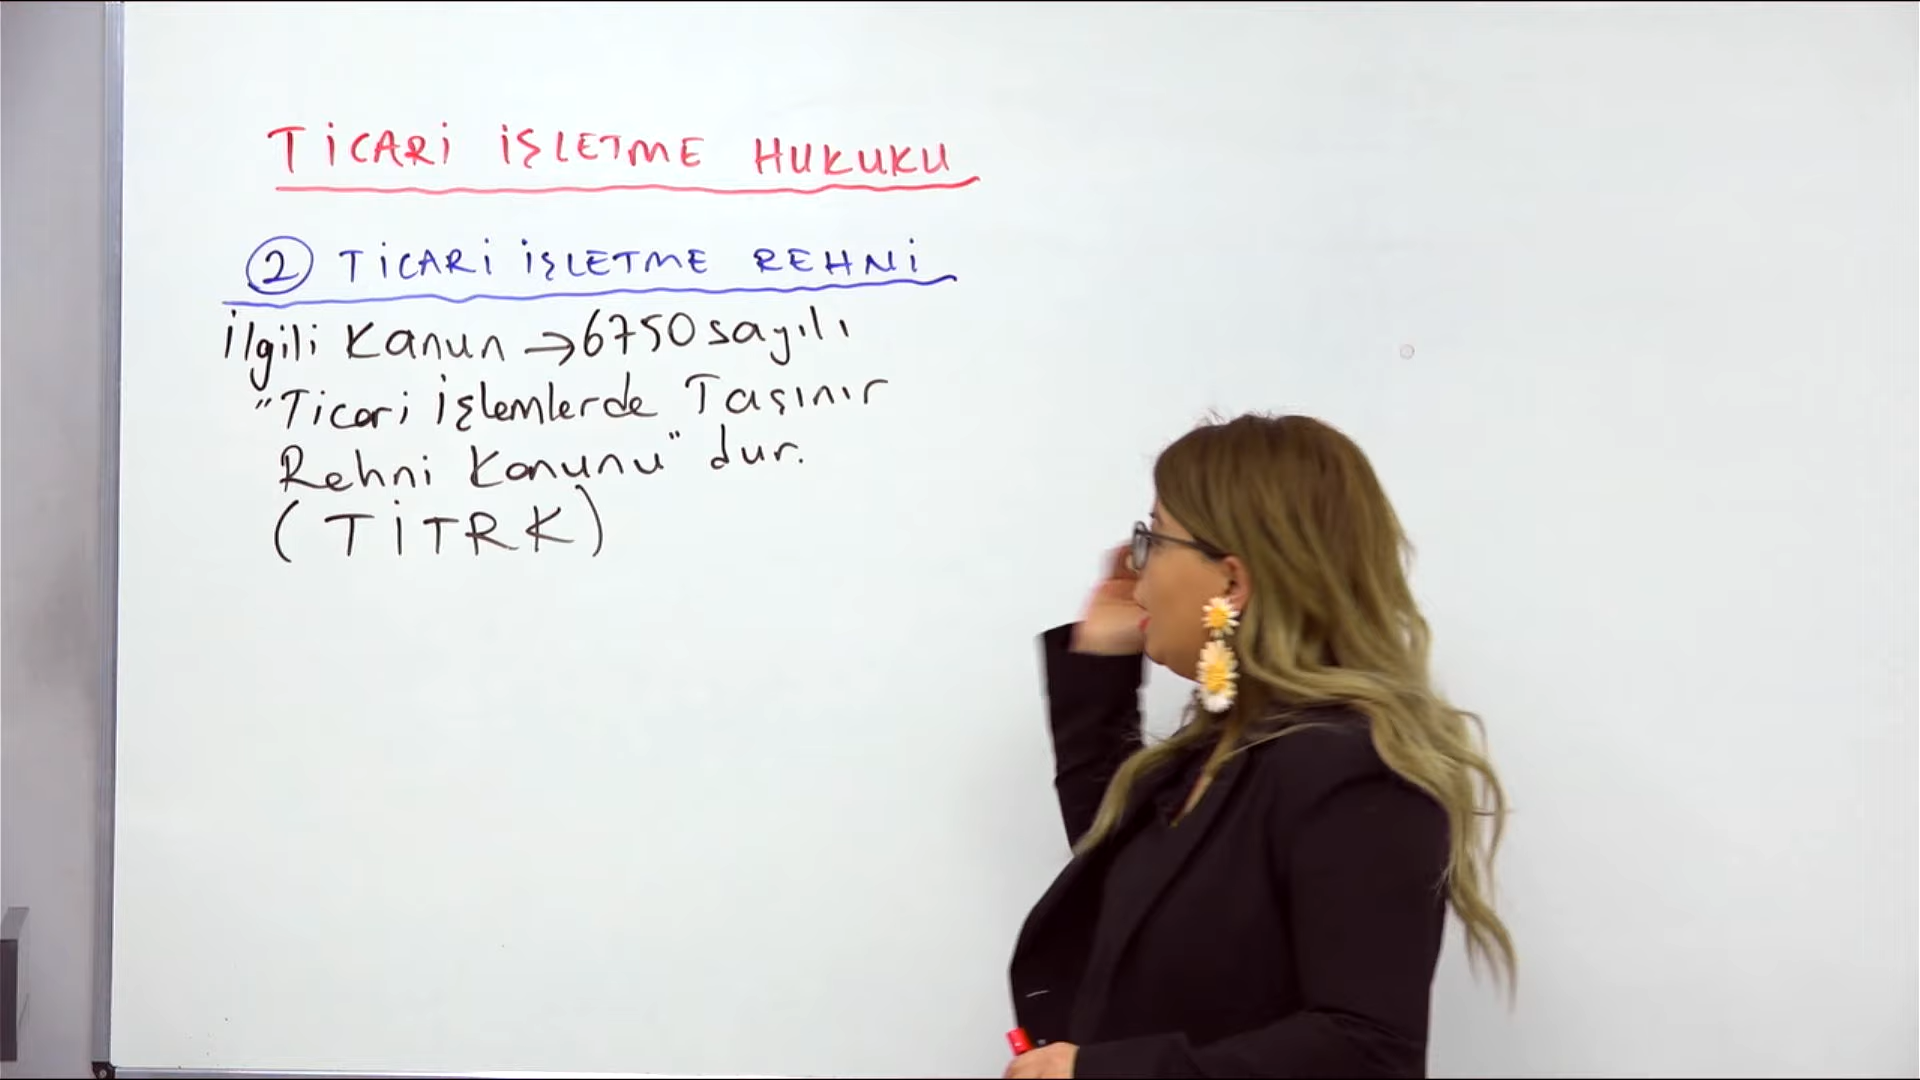 TİCARİ İŞLETME HUKUKU
② TİCARİ İŞLETME REHNİ
İlgili Kanun → 6750 sayılı
"Ticari İşlemlerde Taşınır
Rehni Kanunu" dur.
(TİTRK)